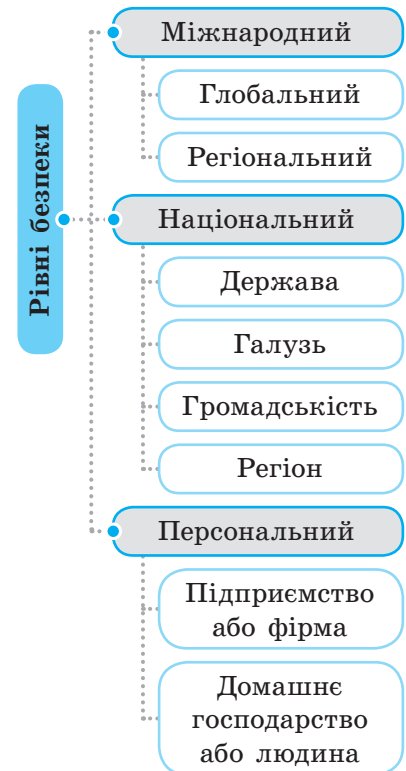 Рівні безпеки
Міжнародний
Глобальний
Регіональний
Національний
Держава
Галузь
Громадськість
Регіон
Персональний
Підприємство
або фірма
Домашнє
господарство
або людина